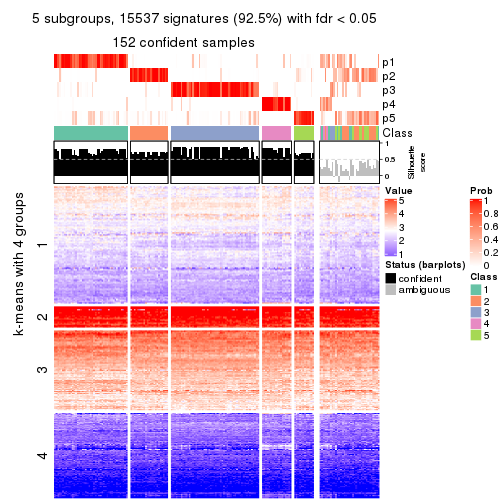 5 subgroups, 15537 signatures (92.5%) with fdr < 0.05
152 confident samples
p1
p2
p3
p4
p5
Class
1
0.5
0
Silhouette
score
k-means with 4 groups
1
2
3
4
Value
5
4
3
2
1
Status (barplots)
confident
ambiguous
Prob
1
0.8
0.6
0.4
0.2
0
Class
1
2
3
4
5